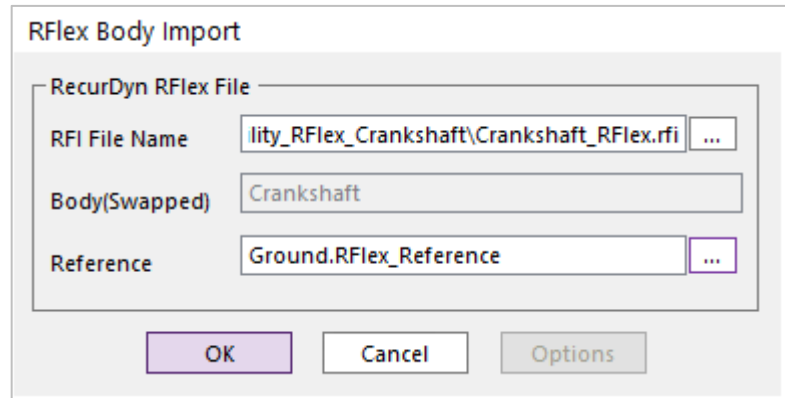 RFlex Body Import
RecurDyn RFlex File
RFI File Name
ility_RFlex_Crankshaft\Crankshaft_RFlex.rfi
...
Body(Swapped)
Crankshaft
Reference
Ground.RFlex_Reference
...
OK
Cancel
Options